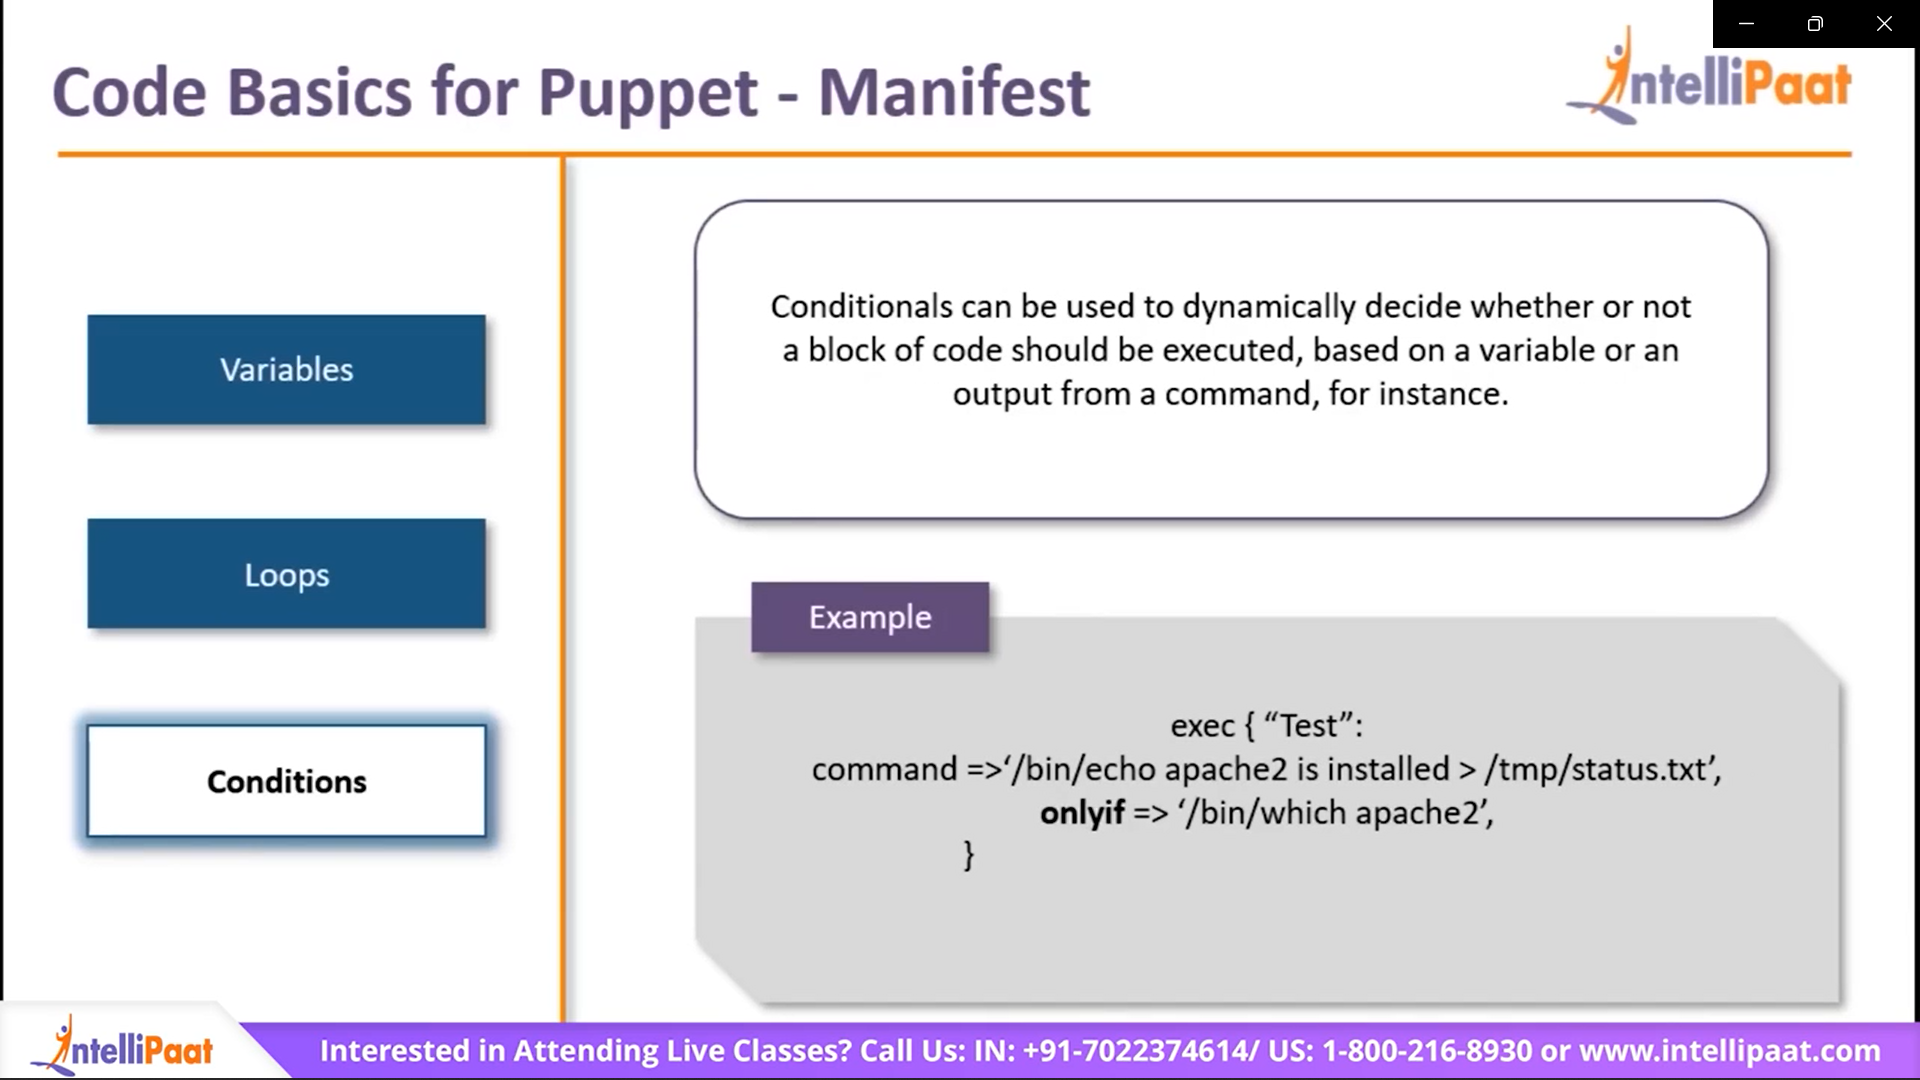 Code Basics for Puppet - Manifest
IntelliPaat
Variables
Loops
Conditions
Conditionals can be used to dynamically decide whether or not
a block of code should be executed, based on a variable or an
output from a command, for instance.
Example
exec { “Test”:
command =>‘/bin/echo apache2 is installed > /tmp/status.txt’,
onlyif => ‘/bin/which apache2’,
}
IntelliPaat
Interested in Attending Live Classes? Call Us: IN: +91-7022374614/ US: 1-800-216-8930 or www.intellipaat.com